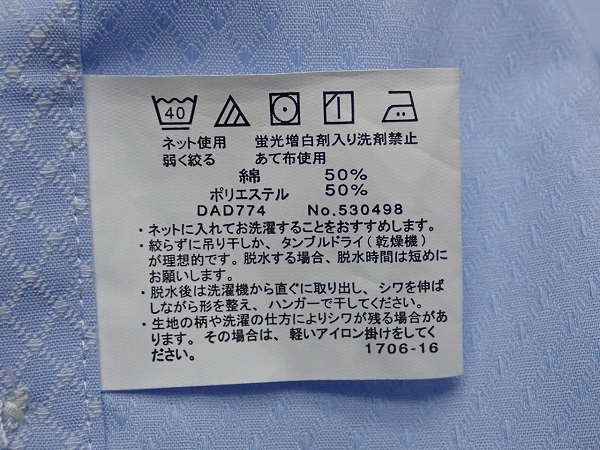 40
ネット使用 蛍光増白剤入り洗剤禁止
弱く絞る あて布使用
綿 50%
ポリエステル 50%
DAD774 No.530498
・ネットに入れてお洗濯することをおすすめします。
・絞らずに吊り干しか、タンブルドライ(乾燥機)
が理想的です。脱水する場合、脱水時間は短めに
お願いします。
・脱水後は洗濯機から直ぐに取り出し、シワを伸ば
しながら形を整え、ハンガーで干してください。
・生地の柄や洗濯の仕方によりシワが残る場合があ
ります。その場合は、軽いアイロン掛けをしてく
ださい。 1706-16